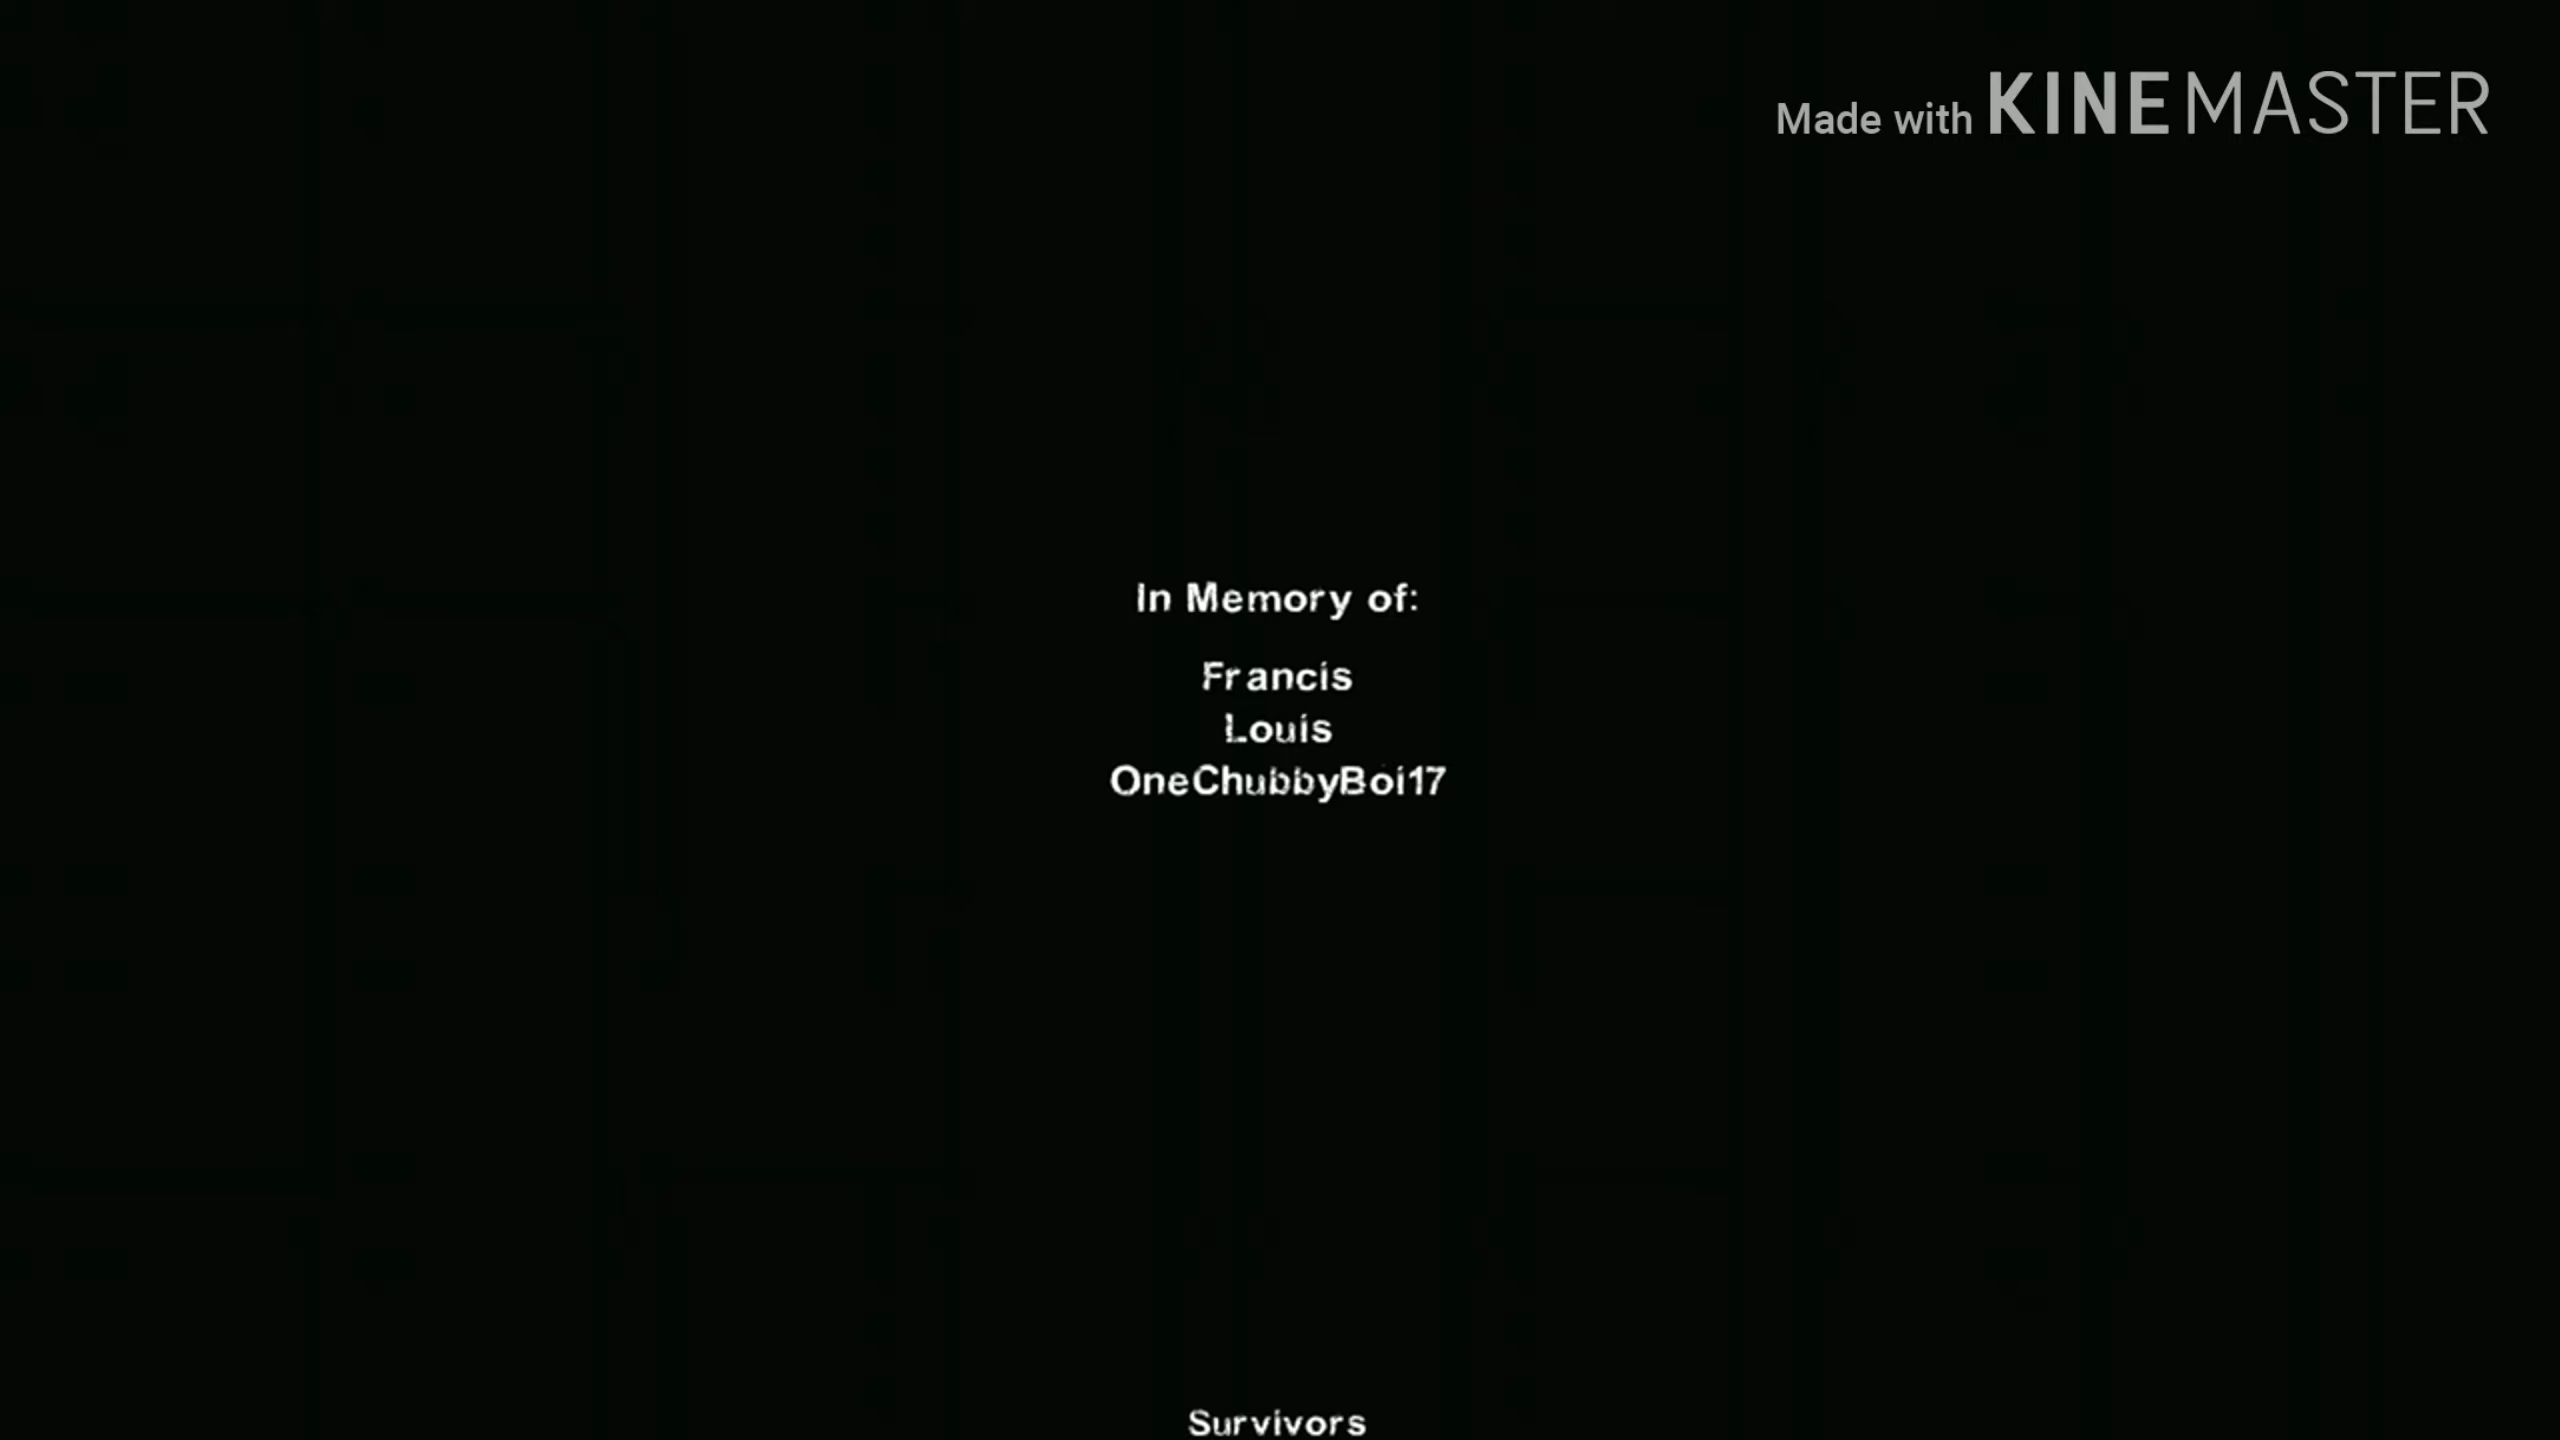 Made with KINEMASTER
In Memory of:
Francis
Louis
OneChubbyBoi17
Survivors